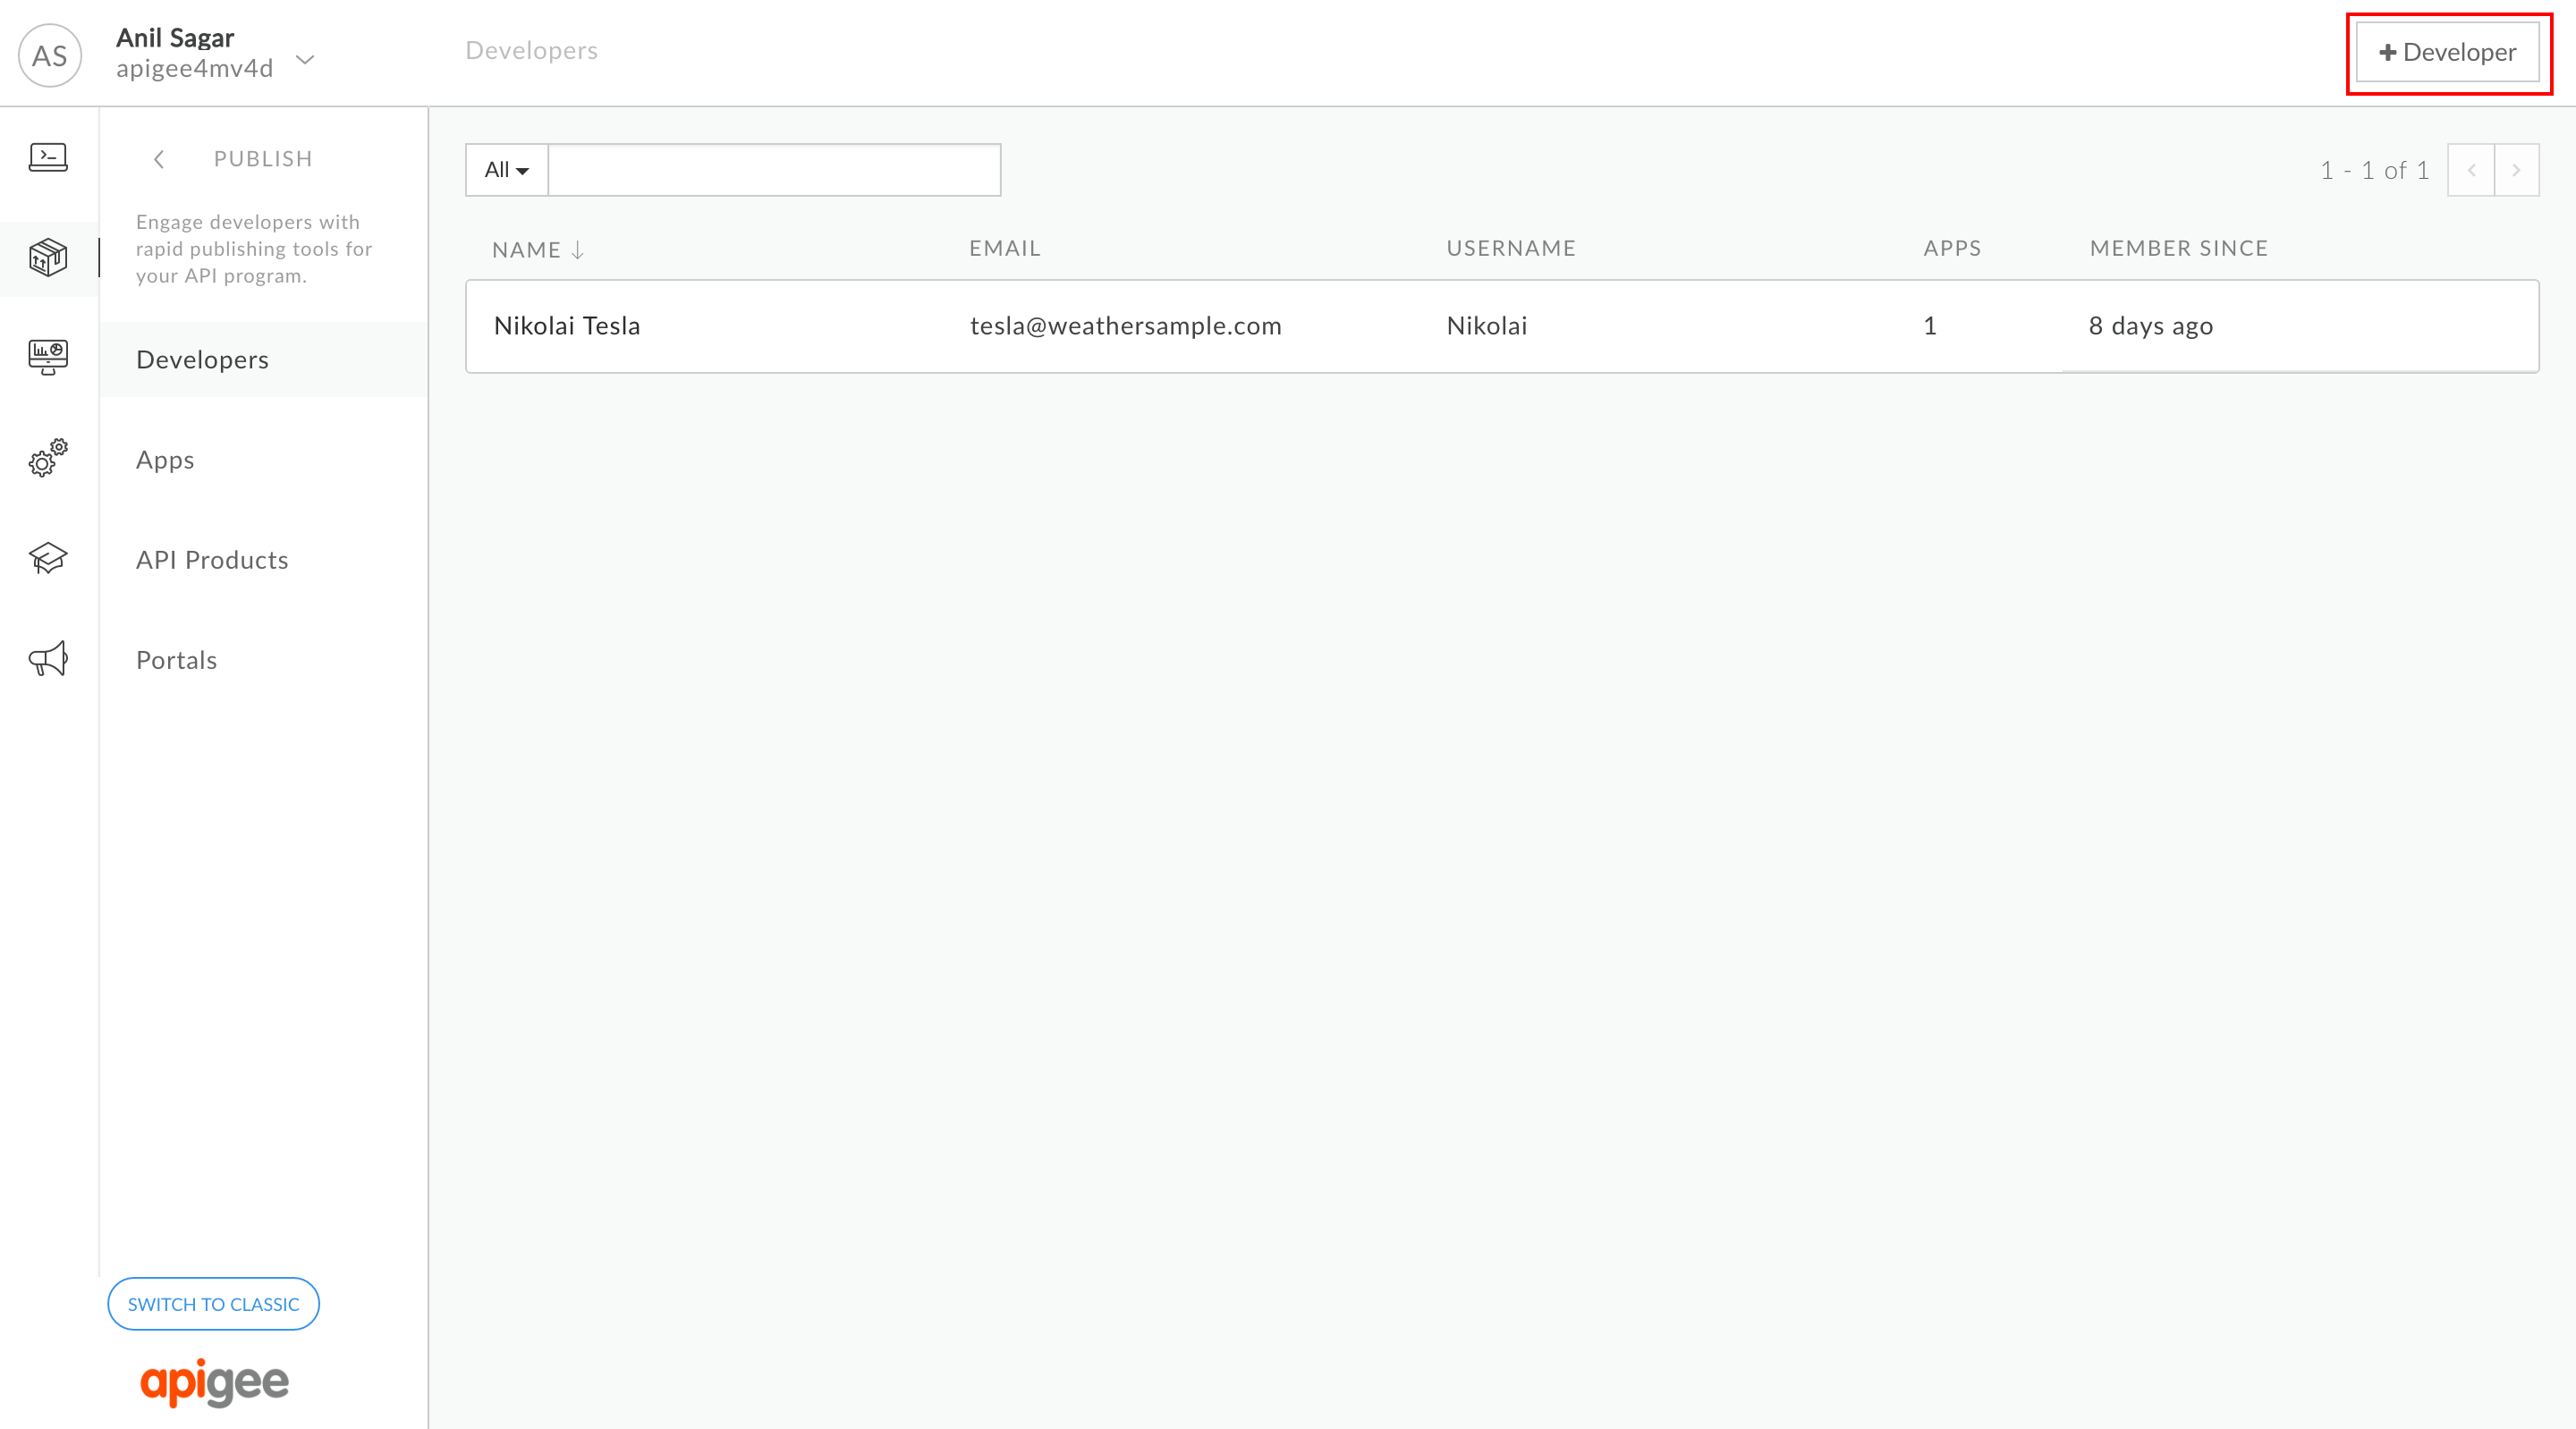 AS
Anil Sagar
apigee4mv4d
Developers
+ Developer
PUBLISH
Engage developers with
rapid publishing tools for
your API program.
Developers
Apps
API Products
Portals
SWITCH TO CLASSIC
apigee
All
1 - 1 of 1
NAME EMAIL USERNAME APPS MEMBER SINCE
Nikolai Tesla tesla@weathersample.com Nikolai 1 8 days ago